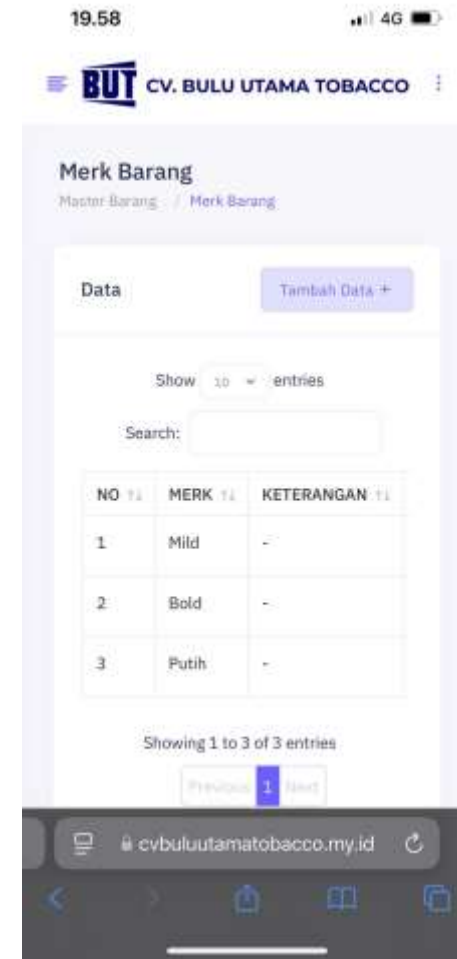 19.58 4G
BUT CV. BULU UTAMA TOBACCO
Merk Barang
Master Barang / Merk Barang
Data Tambah Data +
Show 10 entries
Search:
NO MERK KETERANGAN
1 Mild -
2 Bold -
3 Putih -
Showing 1 to 3 of 3 entries
Previous 1 Next
cvbuluutamatobacco.my.id